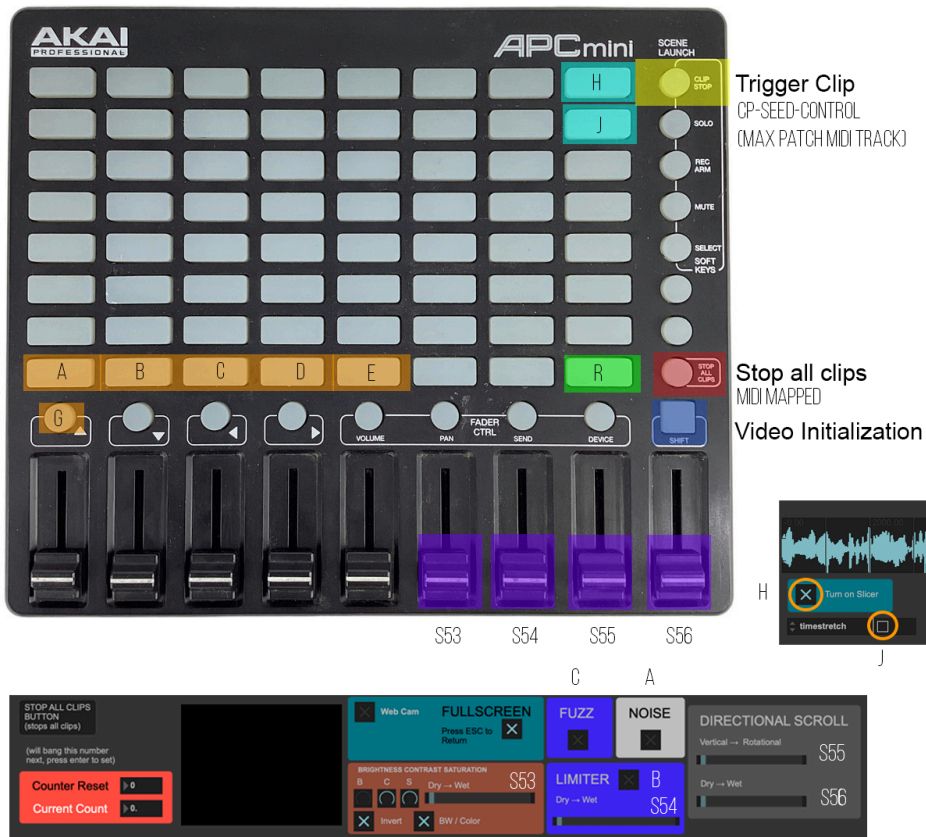 AKAI
PROFESSIONAL
APCmini
SCENE
LAUNCH
H
CLIP
STOP
Trigger Clip
CP-SEED-CONTROL
(MAX PATCH MIDI TRACK)
J
SOLO
REC
ARM
MUTE
SELECT
SOFT
KEYS
A
B
C
D
E
R
STOP
ALL
CLIPS
Stop all clips
MIDI MAPPED
G
VOLUME
PAN
FADER
CTRL
SEND
DEVICE
SHIFT
Video Initialization
H
Turn on Slicer
timestretch
J
S53
S54
S55
S56
C
A
STOP ALL CLIPS
BUTTON
(stops all clips)
(will bang this number
next, press enter to set)
Counter Reset
0
Current Count
0.
Web Cam
FULLSCREEN
Press ESC to
Return
BRIGHTNESS CONTRAST SATURATION
B
C
S
Dry → Wet
S53
Invert
BW / Color
FUZZ
NOISE
LIMITER
B
Dry → Wet
S54
DIRECTIONAL SCROLL
Vertical → Rotational
S55
Dry → Wet
S56